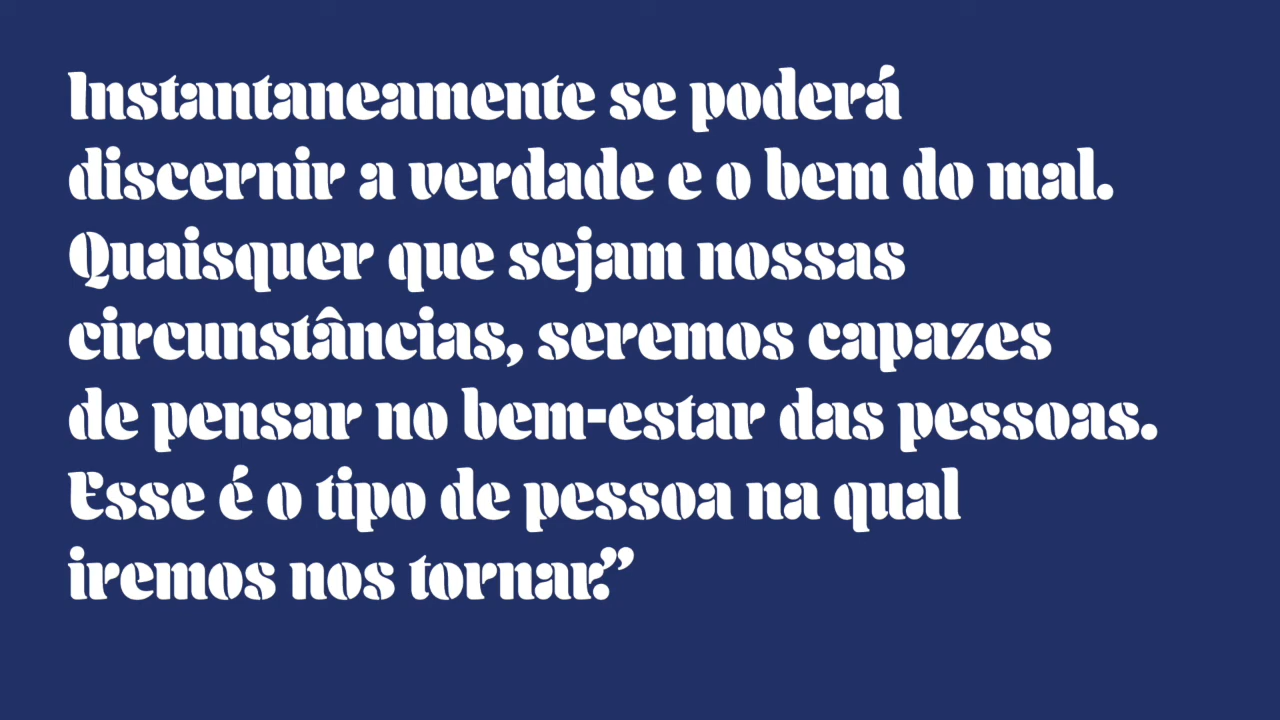 Instantaneamente se poderá
discernir a verdade e o bem do mal.
Quaisquer que sejam nossas
circunstâncias, seremos capazes
de pensar no bem-estar das pessoas.
Esse é o tipo de pessoa na qual
iremos nos tornar.”